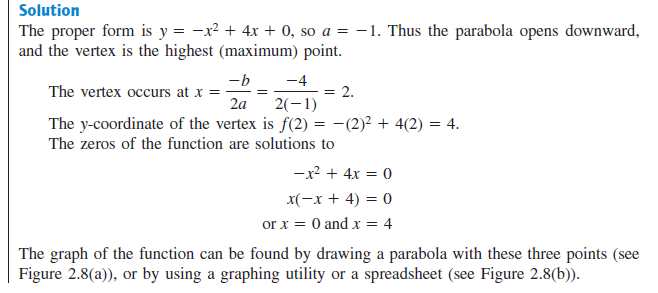 Solution
The proper form is y = −x² + 4x + 0, so a = −1. Thus the parabola opens downward,
and the vertex is the highest (maximum) point.
The vertex occurs at x = −b/2a = −4/2(−1) = 2.
The y-coordinate of the vertex is f(2) = −(2)² + 4(2) = 4.
The zeros of the function are solutions to
−x² + 4x = 0
x(−x + 4) = 0
or x = 0 and x = 4
The graph of the function can be found by drawing a parabola with these three points (see
Figure 2.8(a)), or by using a graphing utility or a spreadsheet (see Figure 2.8(b)).